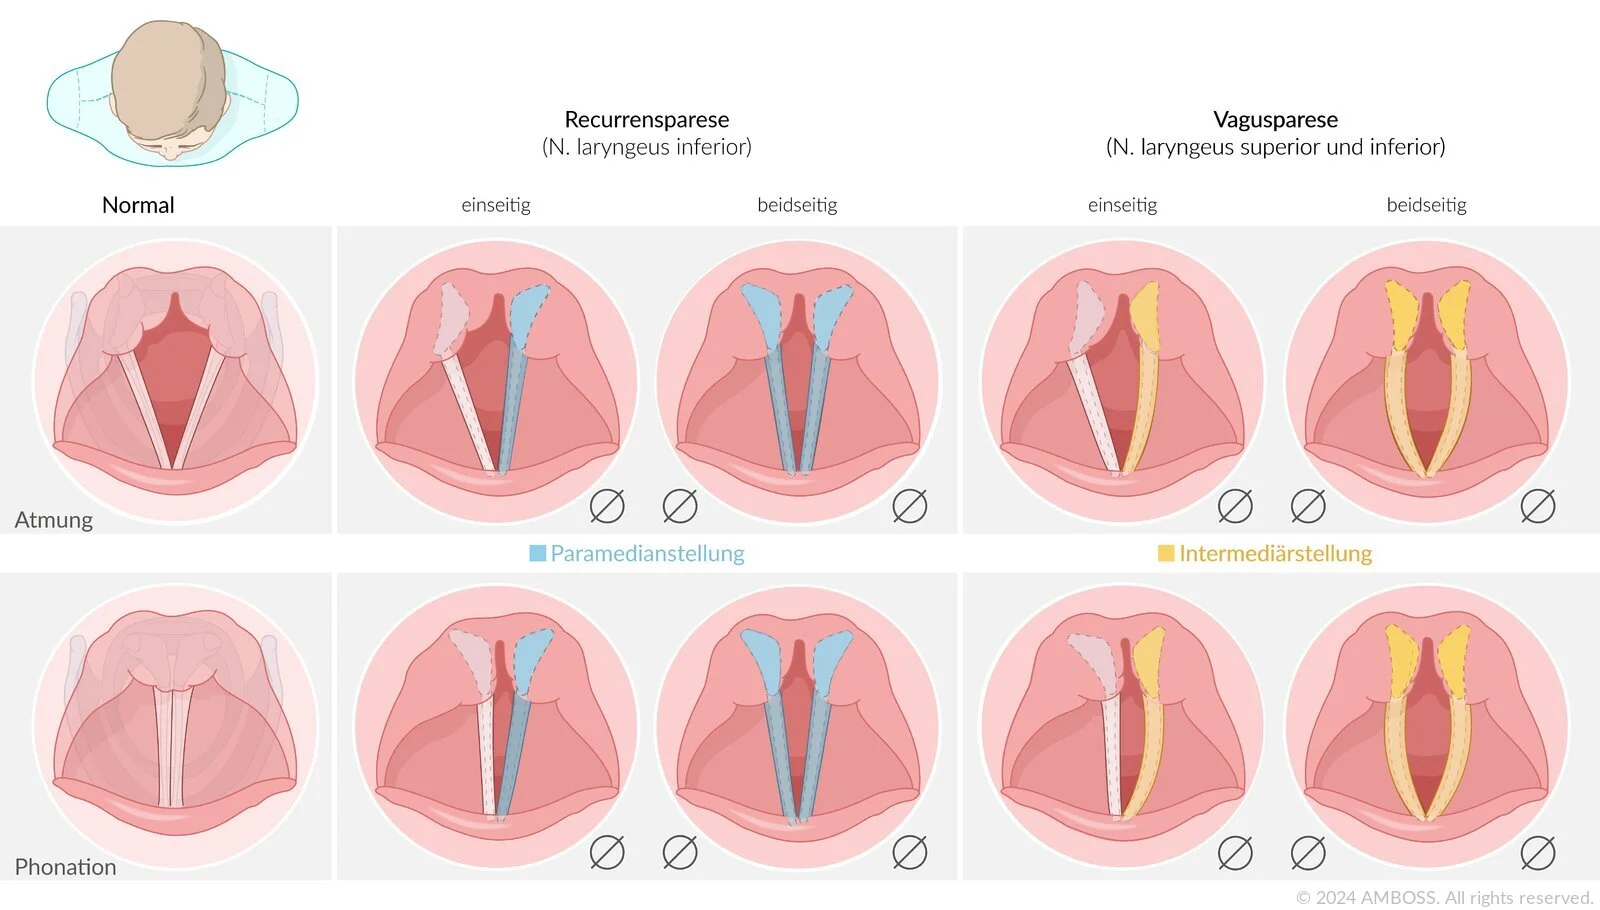 Recurrensparese
(N. laryngeus inferior)
Vagusparese
(N. laryngeus superior und inferior)
Normal
einseitig
beidseitig
einseitig
beidseitig
Atmung
Paramedianstellung
Intermediärstellung
Phonation
© 2024 AMBOSS. All rights reserved.